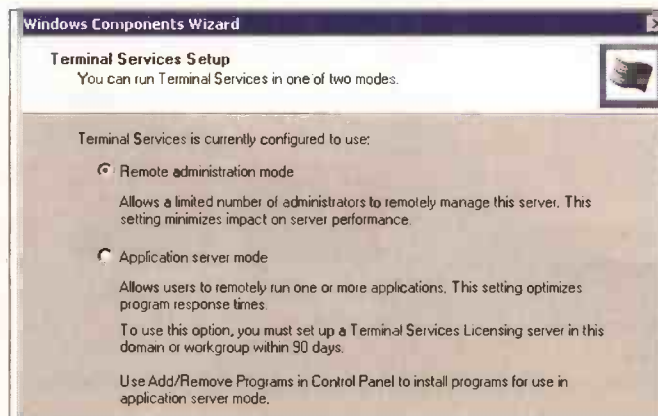 Windows Components Wizard
Terminal Services Setup
You can run Terminal Services in one of two modes.
Terminal Services is currently configured to use:
Remote administration mode
Allows a limited number of administrators to remotely manage this server. This
setting minimizes impact on server performance.
Application server mode
Allows users to remotely run one or more applications. This setting optimizes
program response times.
To use this option, you must set up a Terminal Services Licensing server in this
domain or workgroup within 90 days.
Use Add/Remove Programs in Control Panel to install programs for use in
application server mode.